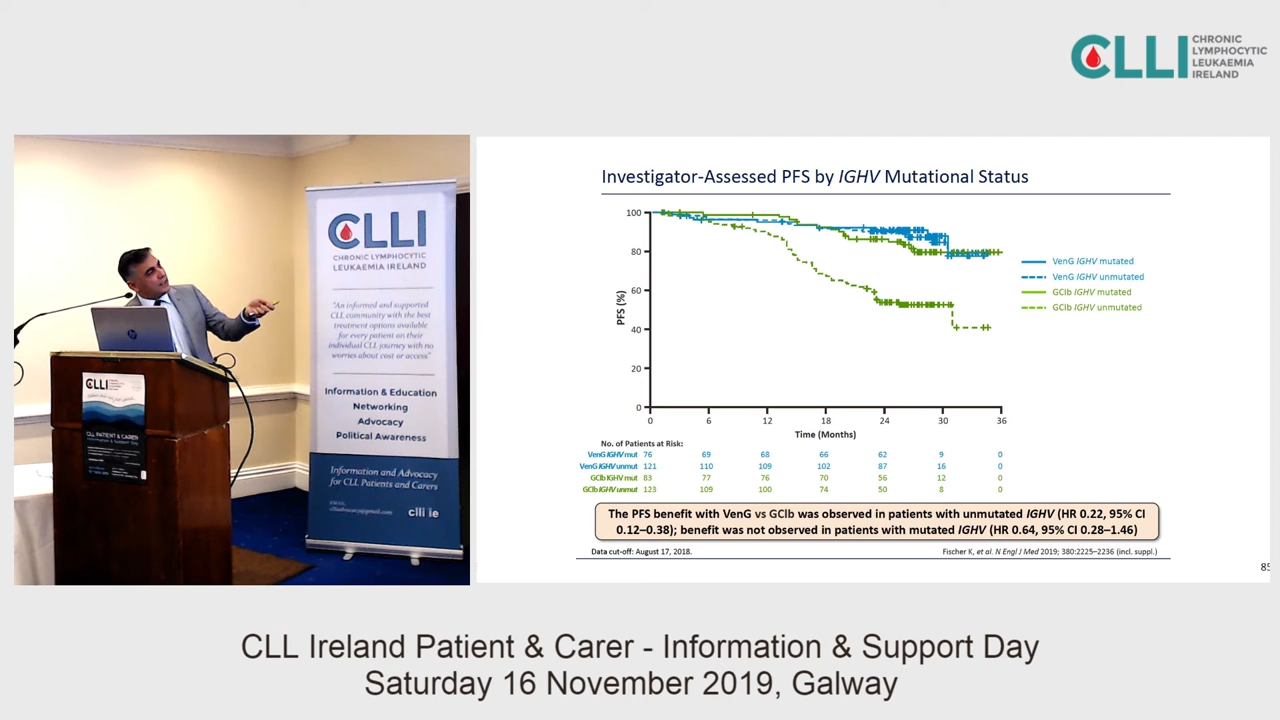 CLLI
CHRONIC
LYMPHOCYTIC
LEUKAEMIA
IRELAND
CLLI
CHRONIC LYMPHOCYTIC
LEUKAEMIA IRELAND
"An informed and supported
CLL community with the best
treatment options available
for every patient on their
individual CLL journey with no
worries about cost or access"
Information & Education
Networking
Advocacy
Political Awareness
Information and Advocacy
for CLL Patients and Carers
clli ie
hp
CLLI
CLL PATIENT & CARER
Information & Support Day
Investigator-Assessed PFS by IGHV Mutational Status
100
80
60
40
20
0
PFS (%)
0 6 12 18 24 30 36
Time (Months)
VenG IGHV mutated
VenG IGHV unmutated
GClb IGHV mutated
GClb IGHV unmutated
No. of Patients at Risk:
VenG IGHV mut 76 69 68 66 62 9 0
VenG IGHV unmut 121 110 109 102 87 16 0
GClb IGHV mut 83 77 76 70 56 12 0
GClb IGHV unmut 123 109 100 74 50 8 0
The PFS benefit with VenG vs GClb was observed in patients with unmutated IGHV (HR 0.22, 95% CI
0.12–0.38); benefit was not observed in patients with mutated IGHV (HR 0.64, 95% CI 0.28–1.46)
Data cut-off: August 17, 2018.
Fischer K, et al. N Engl J Med 2019; 380:2225–2236 (incl. suppl.)
85
CLL Ireland Patient & Carer - Information & Support Day
Saturday 16 November 2019, Galway